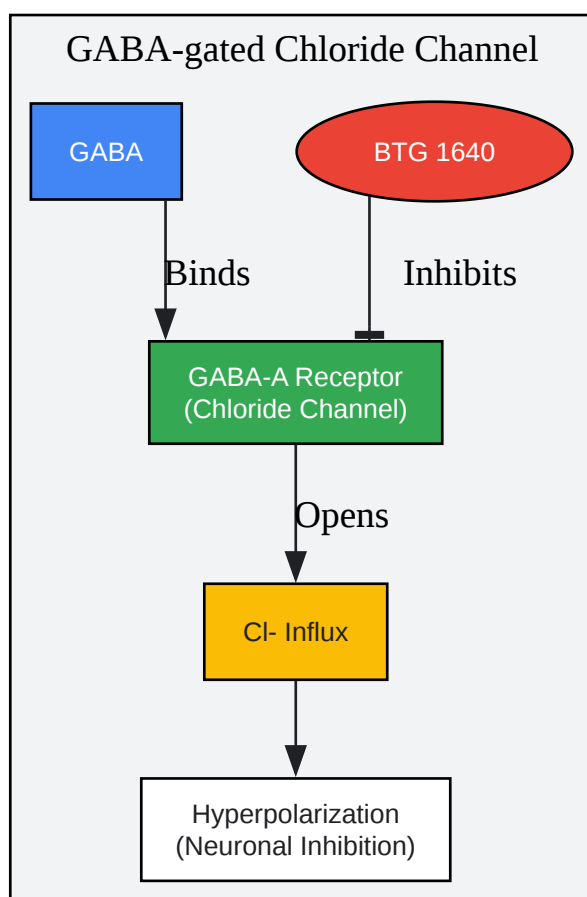 GABA-gated Chloride Channel
GABA
BTG 1640
Binds
Inhibits
GABA-A Receptor
(Chloride Channel)
Opens
Cl- Influx
Hyperpolarization
(Neuronal Inhibition)